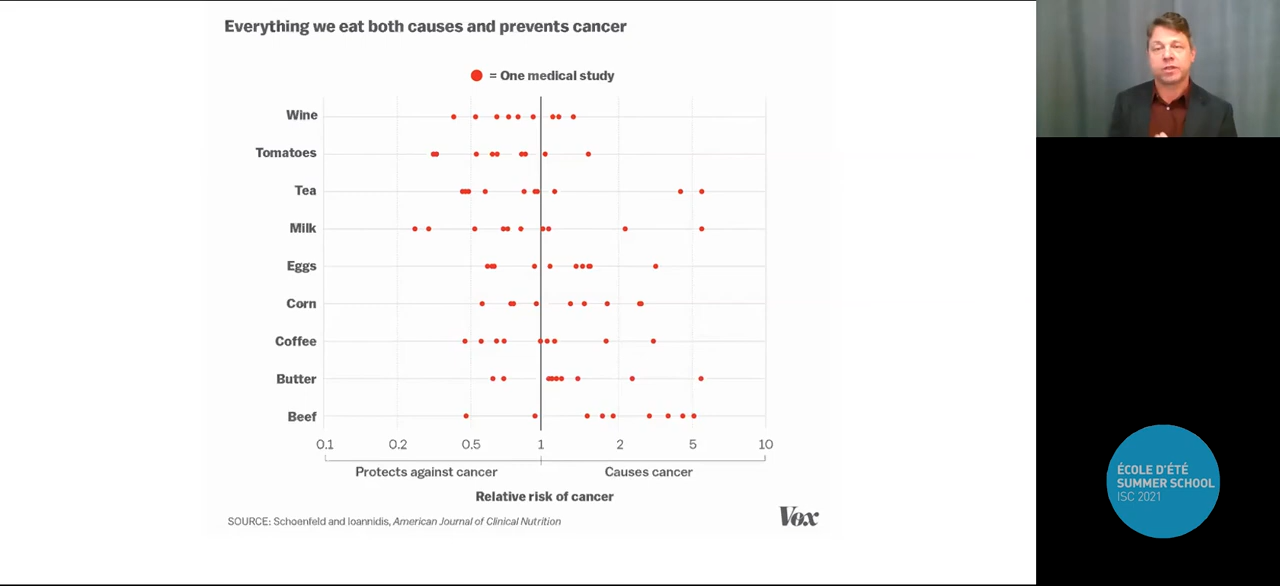 Everything we eat both causes and prevents cancer
= One medical study
Wine
Tomatoes
Tea
Milk
Eggs
Corn
Coffee
Butter
Beef
0.1 0.2 0.5 1 2 5 10
Protects against cancer Causes cancer
Relative risk of cancer
SOURCE: Schoenfeld and Ioannidis, American Journal of Clinical Nutrition
Vox
ÉCOLE D'ÉTÉ
SUMMER SCHOOL
ISC 2021